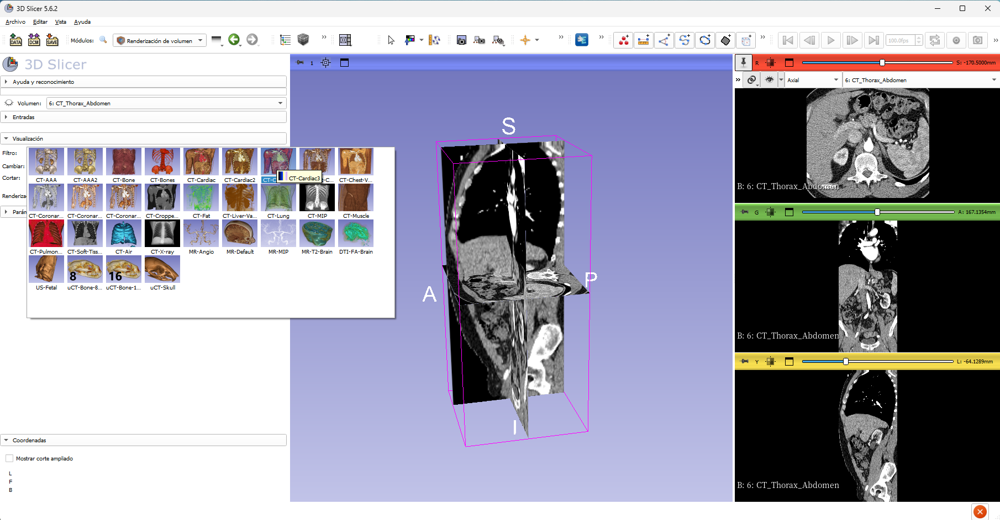 3D Slicer 5.6.2
Archivo Editar Vista Ayuda
DATA DCM SAVE Módulos: Renderización de volumen 100.0fps
3D Slicer
Ayuda y reconocimiento
Volumen: 6: CT_Thorax_Abdomen
Entradas
Visualización
Filtro:
Cambiar:
Cortar:
CT-AAA CT-AAA2 CT-Bone CT-Bones CT-Cardiac CT-Cardiac2 CT-C CT-Chest-V...
CT-Cardiac3
CT-Coronar... CT-Coronar... CT-Coronar... CT-Croppe... CT-Fat CT-Liver-Va... CT-Lung CT-MIP CT-Muscle
CT-Pulmon... CT-Soft-Tiss... CT-Air CT-X-ray MR-Angio MR-Default MR-MIP MR-T2-Brain DTI-FA-Brain
8 16
US-Fetal uCT-Bone-8... uCT-Bone-1... uCT-Skull
Renderiza
Parám
Coordenadas
Mostrar corte ampliado
L
F
B
1
S
A
P
I
R S: -170.5000mm
Axial 6: CT_Thorax_Abdomen
B: 6: CT_Thorax_Abdomen
G A: 167.1354mm
B: 6: CT_Thorax_Abdomen
Y L: -64.1289mm
B: 6: CT_Thorax_Abdomen